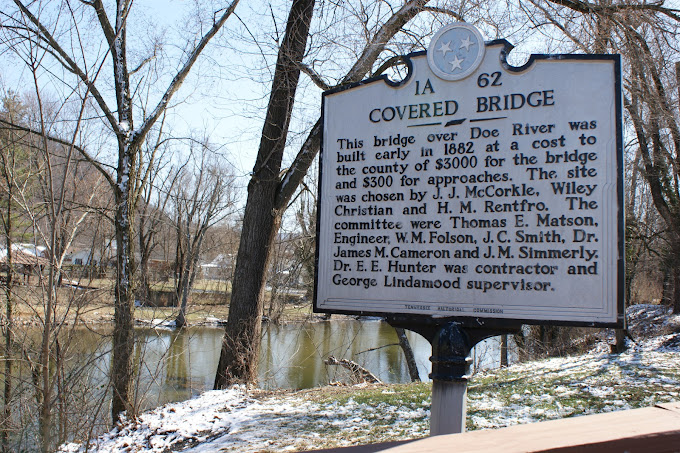 1A 62
COVERED BRIDGE
This bridge over Doe River was
built early in 1882 at a cost to
the county of $3000 for the bridge
and $300 for approaches. The site
was chosen by J. J. McCorkle, Wiley
Christian and H. M. Rentfro. The
committee were Thomas E. Matson,
Engineer, W. M. Folson, J. C. Smith, Dr.
James M. Cameron and J. M. Simmerly.
Dr. E. E. Hunter was contractor and
George Lindamood supervisor.
TENNESSEE HISTORICAL COMMISSION